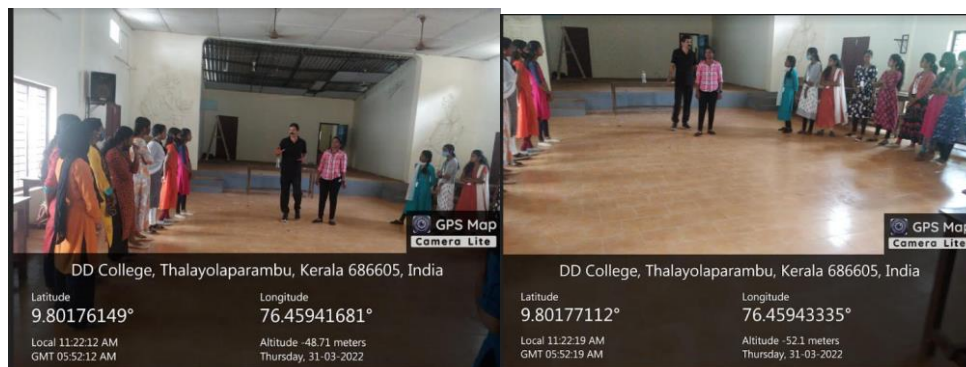 GPS Map
Camera Lite
DD College, Thalayolaparambu, Kerala 686605, India
Latitude
9.80176149°
Longitude
76.45941681°
Local 11:22:12 AM
GMT 05:52:12 AM
Altitude -48.71 meters
Thursday, 31-03-2022
GPS Map
Camera Lite
DD College, Thalayolaparambu, Kerala 686605, India
Latitude
9.80177112°
Longitude
76.45943335°
Local 11:22:19 AM
GMT 05:52:19 AM
Altitude -52.1 meters
Thursday, 31-03-2022